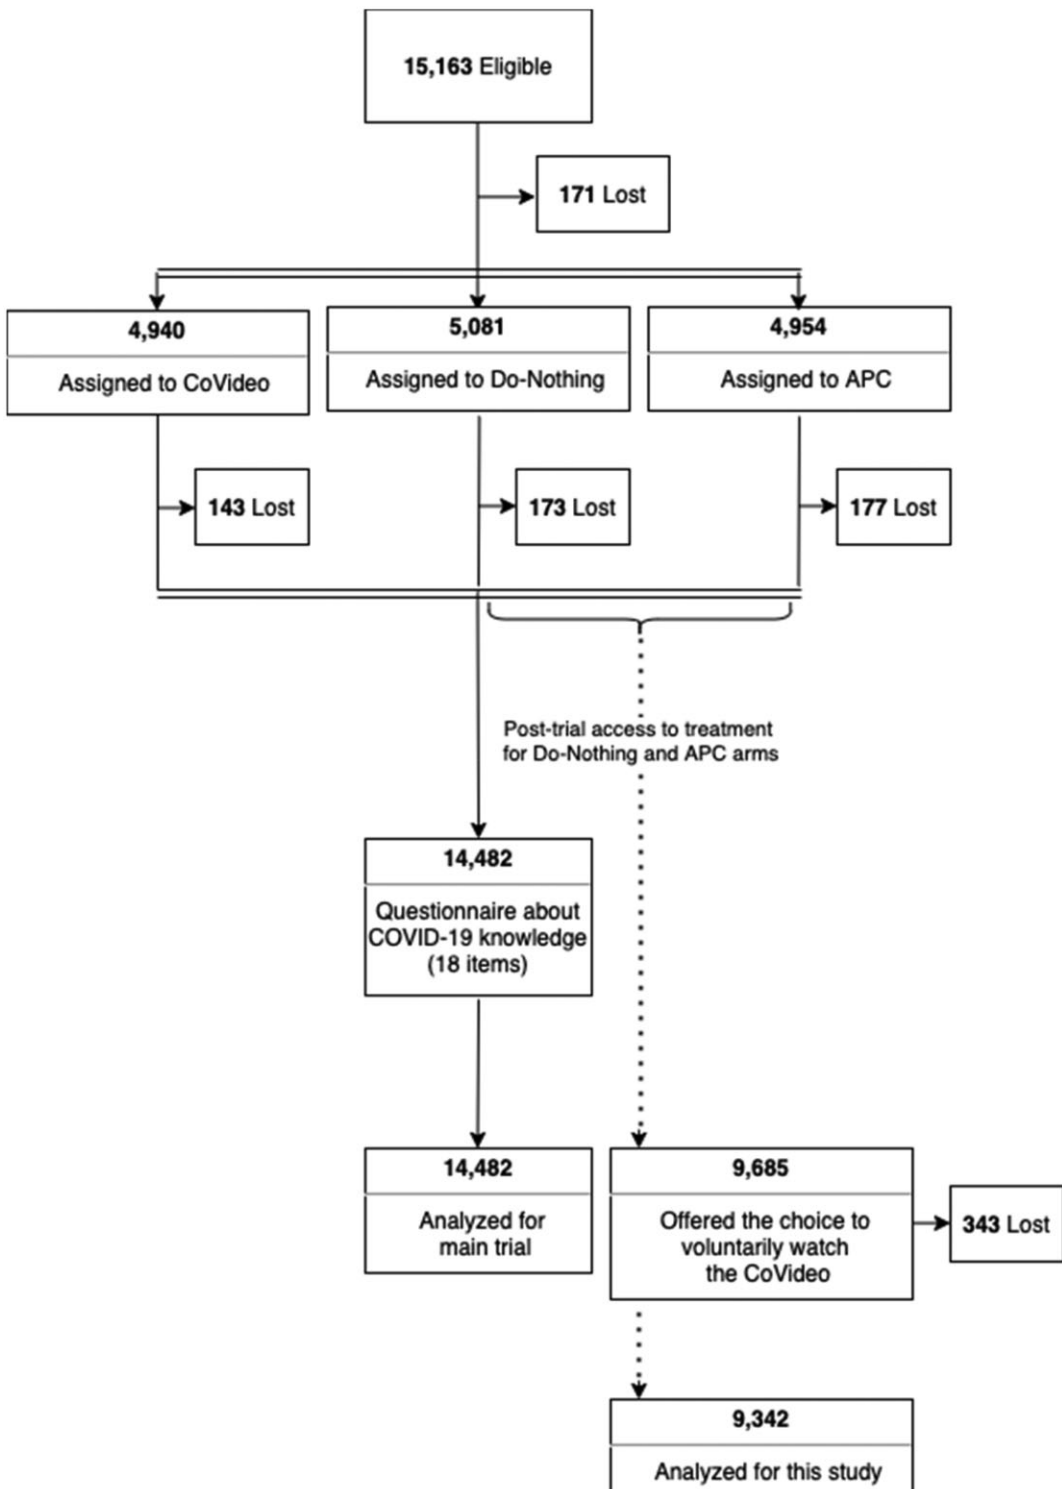 15,163 Eligible
171 Lost
4,940
Assigned to CoVideo
5,081
Assigned to Do-Nothing
4,954
Assigned to APC
143 Lost
173 Lost
177 Lost
Post-trial access to treatment
for Do-Nothing and APC arms
14,482
Questionnaire about
COVID-19 knowledge
(18 items)
14,482
Analyzed for
main trial
9,685
Offered the choice to
voluntarily watch
the CoVideo
343 Lost
9,342
Analyzed for this study